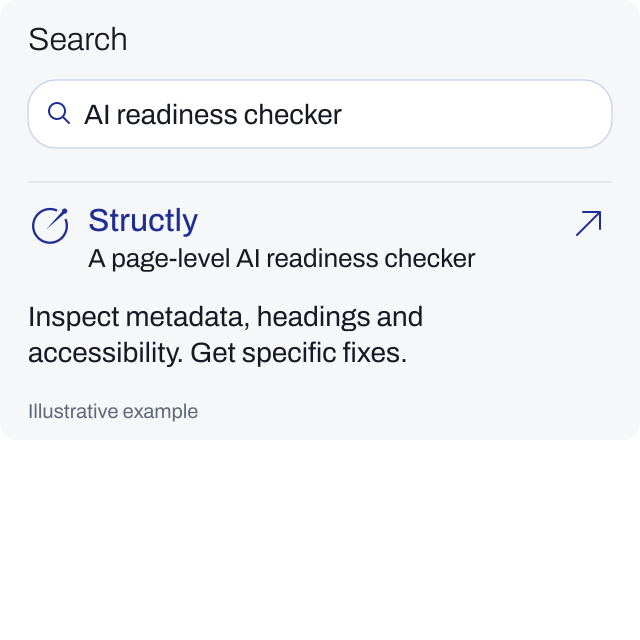 Search
AI readiness checker
Structly
A page-level AI readiness checker
Inspect metadata, headings and
accessibility. Get specific fixes.
Illustrative example